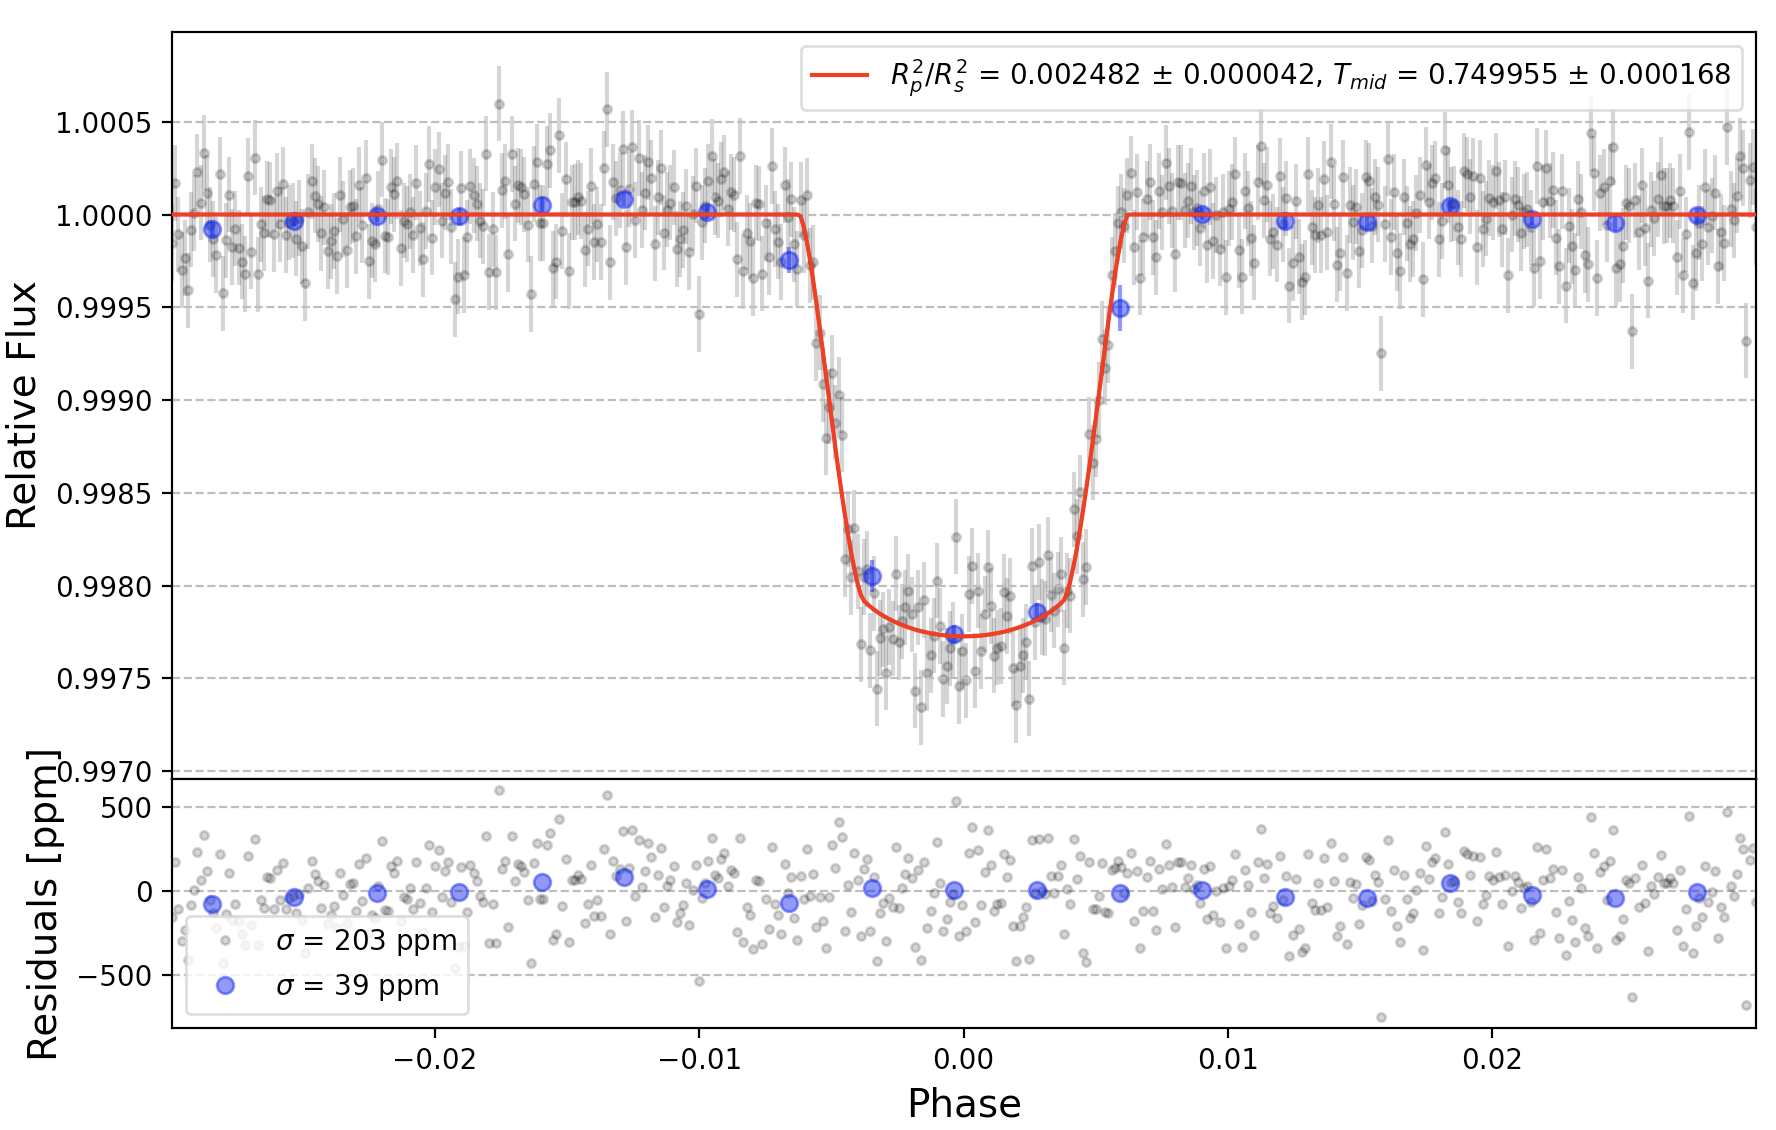 R_p^2/R_s^2 = 0.002482 ± 0.000042, T_mid = 0.749955 ± 0.000168
1.0005
1.0000
0.9995
0.9990
0.9985
0.9980
0.9975
0.9970
Relative Flux
500
0
−500
Residuals [ppm]
σ = 203 ppm
σ = 39 ppm
−0.02
−0.01
0.00
0.01
0.02
Phase